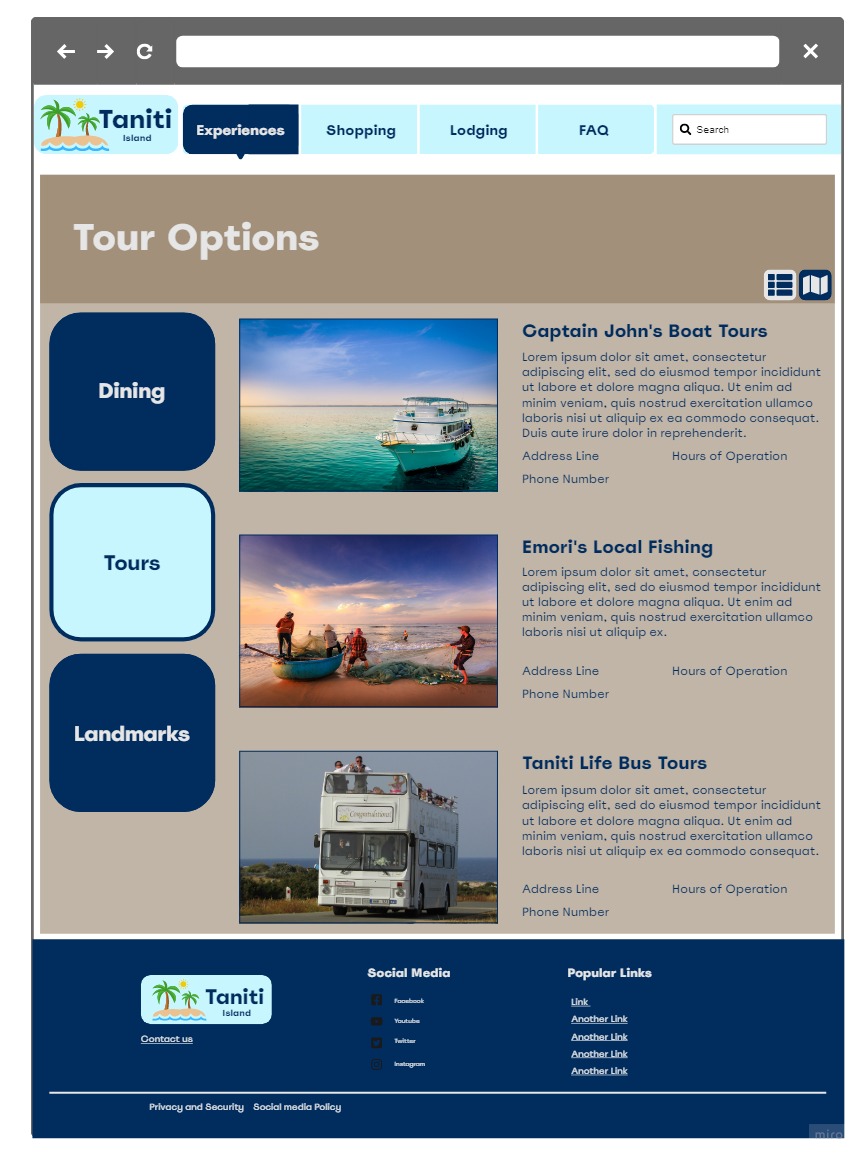 Taniti
Island
Experiences
Shopping
Lodging
FAQ
Search
Tour Options
Dining
Tours
Landmarks
Captain John's Boat Tours
Lorem ipsum dolor sit amet, consectetur
adipiscing elit, sed do eiusmod tempor incididunt
ut labore et dolore magna aliqua. Ut enim ad
minim veniam, quis nostrud exercitation ullamco
laboris nisi ut aliquip ex ea commodo consequat.
Duis aute irure dolor in reprehenderit.
Address Line
Hours of Operation
Phone Number
Emori's Local Fishing
Lorem ipsum dolor sit amet, consectetur
adipiscing elit, sed do eiusmod tempor incididunt
ut labore et dolore magna aliqua. Ut enim ad
minim veniam, quis nostrud exercitation ullamco
laboris nisi ut aliquip ex.
Address Line
Hours of Operation
Phone Number
Congratulations
Taniti Life Bus Tours
Lorem ipsum dolor sit amet, consectetur
adipiscing elit, sed do eiusmod tempor incididunt
ut labore et dolore magna aliqua. Ut enim ad
minim veniam, quis nostrud exercitation ullamco
laboris nisi ut aliquip ex ea commodo consequat.
Address Line
Hours of Operation
Phone Number
Taniti
Island
Contact us
Social Media
Facebook
Youtube
Twitter
Instagram
Popular Links
Link
Another Link
Another Link
Another Link
Another Link
Privacy and Security
Social media Policy
miro